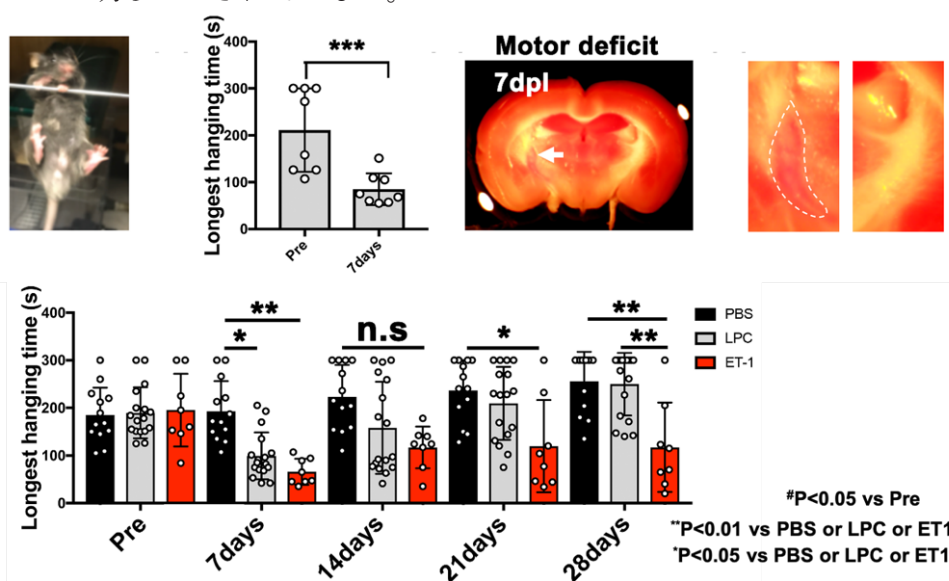 Motor deficit
7dpl
Longest hanging time (s)
400
300
200
100
0
***
Pre
7days
Longest hanging time (s)
400
300
200
100
0
**
*
n.s
*
**
**
PBS
LPC
ET-1
Pre
7days
14days
21days
28days
#P<0.05 vs Pre
**P<0.01 vs PBS or LPC or ET1
*P<0.05 vs PBS or LPC or ET1